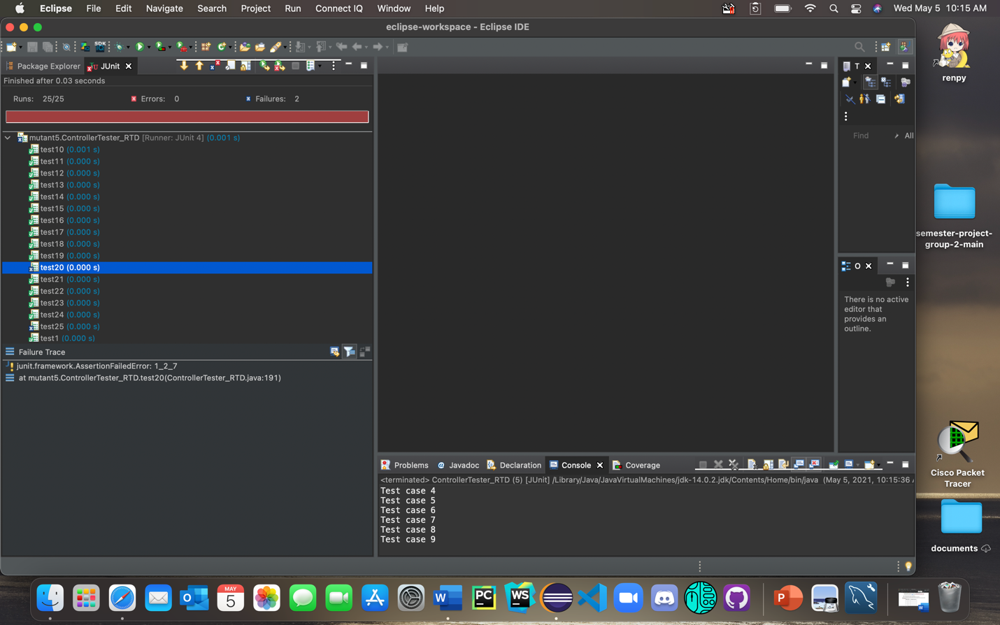 Eclipse File Edit Navigate Search Project Run Connect IQ Window Help Wed May 5 10:15 AM
eclipse-workspace - Eclipse IDE
SDK
Package Explorer JUnit
Finished after 0.03 seconds
Runs: 25/25 Errors: 0 Failures: 2
mutant5.ControllerTester_RTD [Runner: JUnit 4] (0.001 s)
test10 (0.001 s)
test11 (0.000 s)
test12 (0.000 s)
test13 (0.000 s)
test14 (0.000 s)
test15 (0.000 s)
test16 (0.000 s)
test17 (0.000 s)
test18 (0.000 s)
test19 (0.000 s)
test20 (0.000 s)
test21 (0.000 s)
test22 (0.000 s)
test23 (0.000 s)
test24 (0.000 s)
test25 (0.000 s)
test1 (0.000 s)
Failure Trace
junit.framework.AssertionFailedError: 1_2_7
at mutant5.ControllerTester_RTD.test20(ControllerTester_RTD.java:191)
T
Find All
O
There is no active
editor that
provides an
outline.
Problems Javadoc Declaration Console Coverage
<terminated> ControllerTester_RTD (5) [JUnit] /Library/Java/JavaVirtualMachines/jdk-14.0.2.jdk/Contents/Home/bin/java (May 5, 2021, 10:15:36
Test case 4
Test case 5
Test case 6
Test case 7
Test case 8
Test case 9
renpy
semester-project-
group-2-main
Cisco Packet
Tracer
documents
MAY
5
W
PC
WS
P